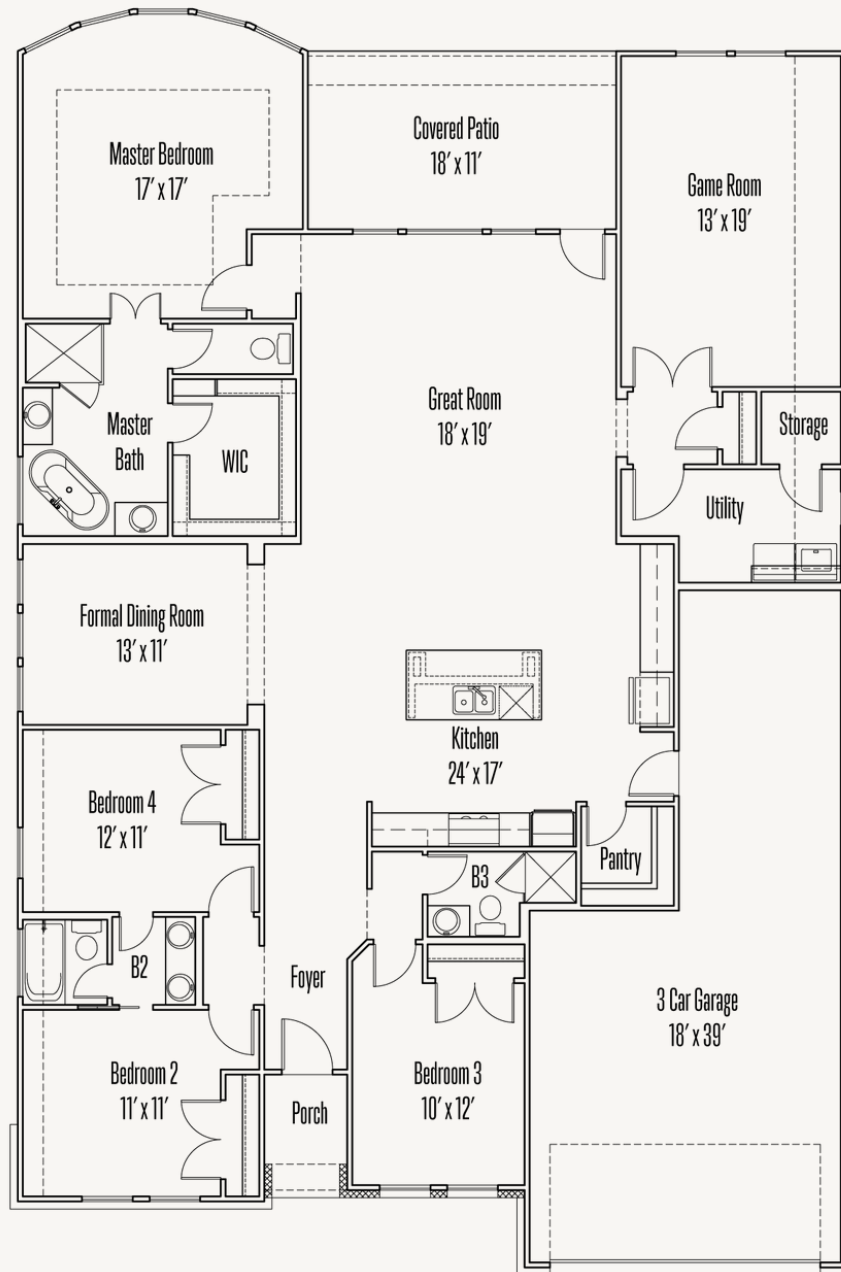 Master Bedroom
17' x 17'
Covered Patio
18' x 11'
Game Room
13' x 19'
Great Room
18' x 19'
Master
Bath
WIC
Storage
Utility
Formal Dining Room
13' x 11'
Kitchen
24' x 17'
Bedroom 4
12' x 11'
Pantry
B3
B2
Foyer
3 Car Garage
18' x 39'
Bedroom 2
11' x 11'
Porch
Bedroom 3
10' x 12'